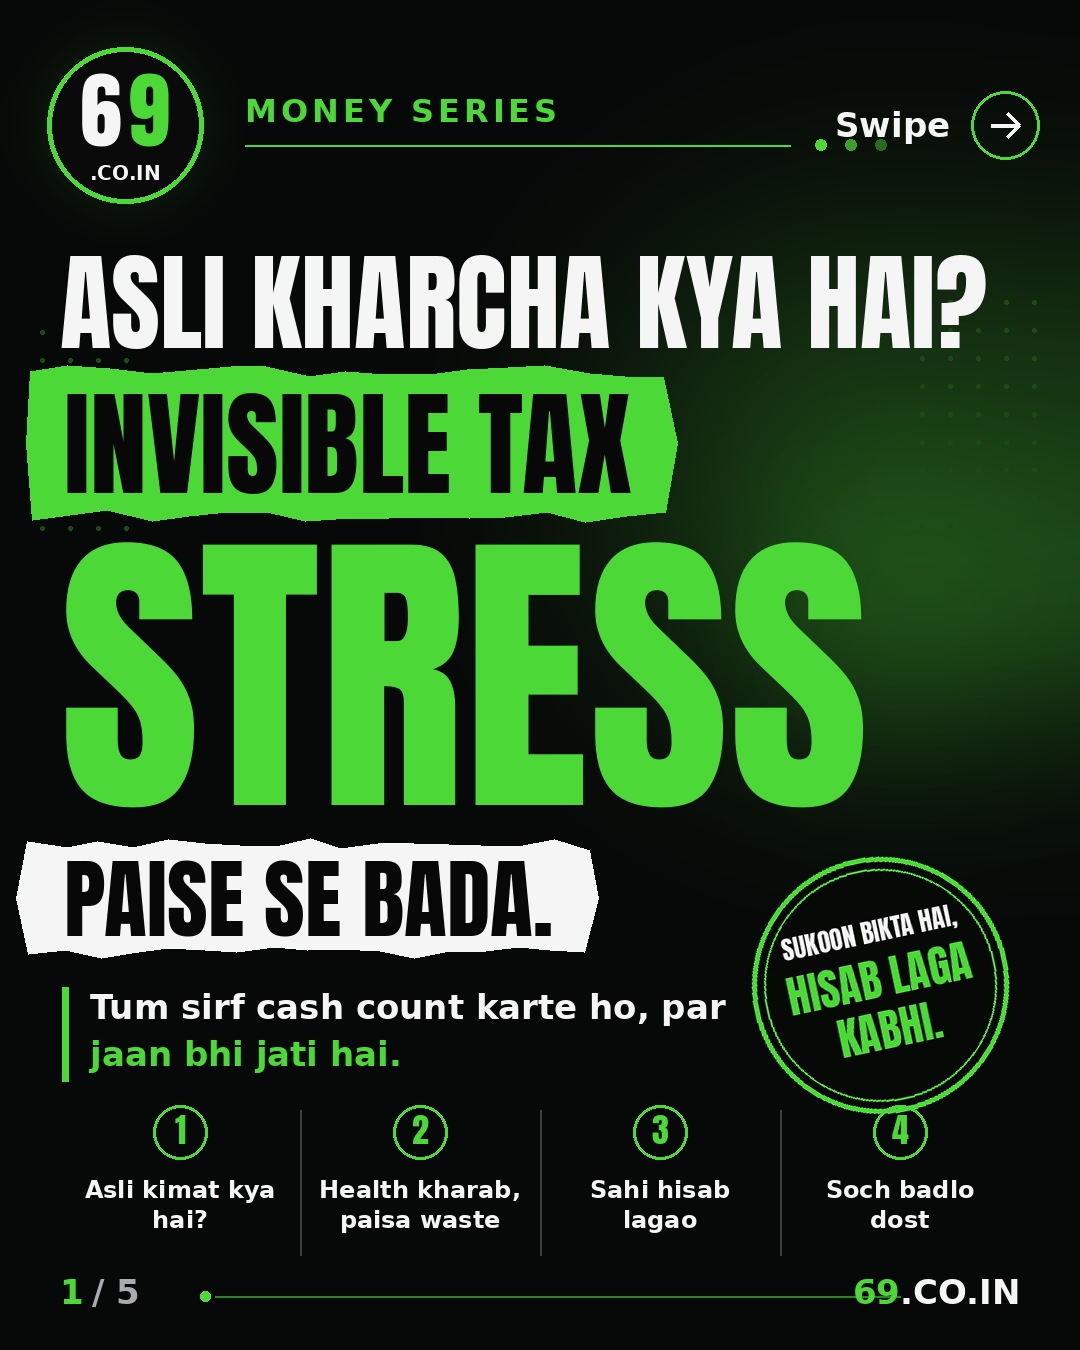 69
.CO.IN
MONEY SERIES
Swipe
ASLI KHARCHA KYA HAI?
INVISIBLE TAX
STRESS
PAISE SE BADA.
SUKOON BIKTA HAI,
HISAB LAGA
KABHI.
Tum sirf cash count karte ho, par
jaan bhi jati hai.
1
Asli kimat kya
hai?
2
Health kharab,
paisa waste
3
Sahi hisab
lagao
4
Soch badlo
dost
1 / 5
69.CO.IN